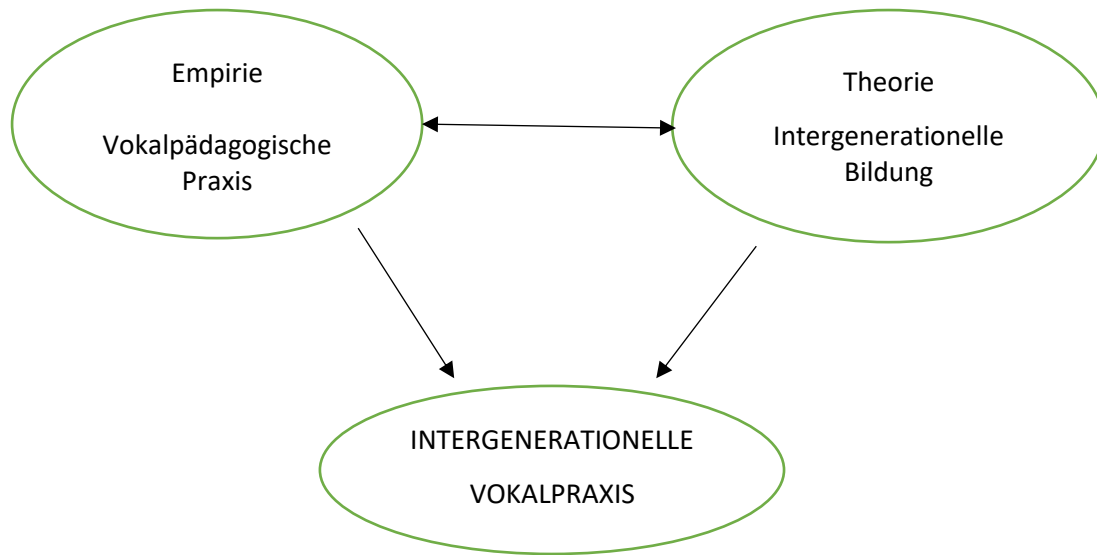 Empirie
Vokalpädagogische
Praxis
Theorie
Intergenerationelle
Bildung
INTERGENERATIONELLE
VOKALPRAXIS